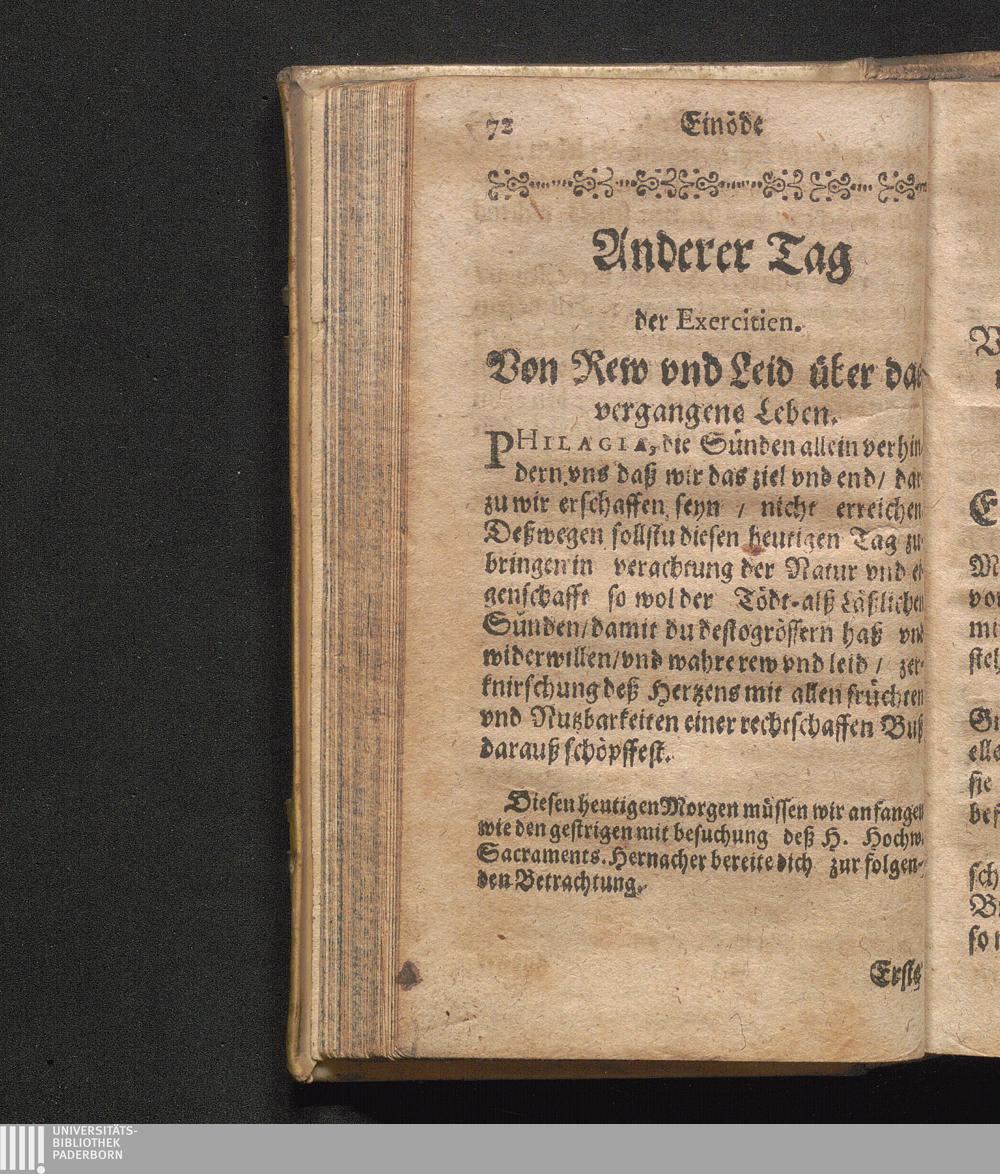 72 Einöde
Anderer Tag
der Exercitien.
Von Rew vnd Leid über das
vergangene Leben.
PHILAGIA, die Sünden allein verhin
dern vns daß wir das ziel vnd end/ dar
zu wir erschaffen seyn / nicht erreichen
Deßwegen sollstu diesen heutigen Tag zu
bringen in verachtung der Natur vnd ei
genschafft so wol der Tödt-alß Läßlichen
Sünden/damit du destogrössern haß vnd
widerwillen/vnd wahre rew vnd leid / zer-
knirschung deß Hertzens mit allen früchten
vnd Nutzbarkeiten einer rechtschaffen Buß
darauß schöpffest.
Diesen heutigen Morgen müssen wir anfangen
wie den gestrigen mit besuchung deß H. Hochw.
Sacraments. Hernacher bereite dich zur folgen-
den Betrachtung.
Erste
UNIVERSITÄTS-
BIBLIOTHEK
PADERBORN